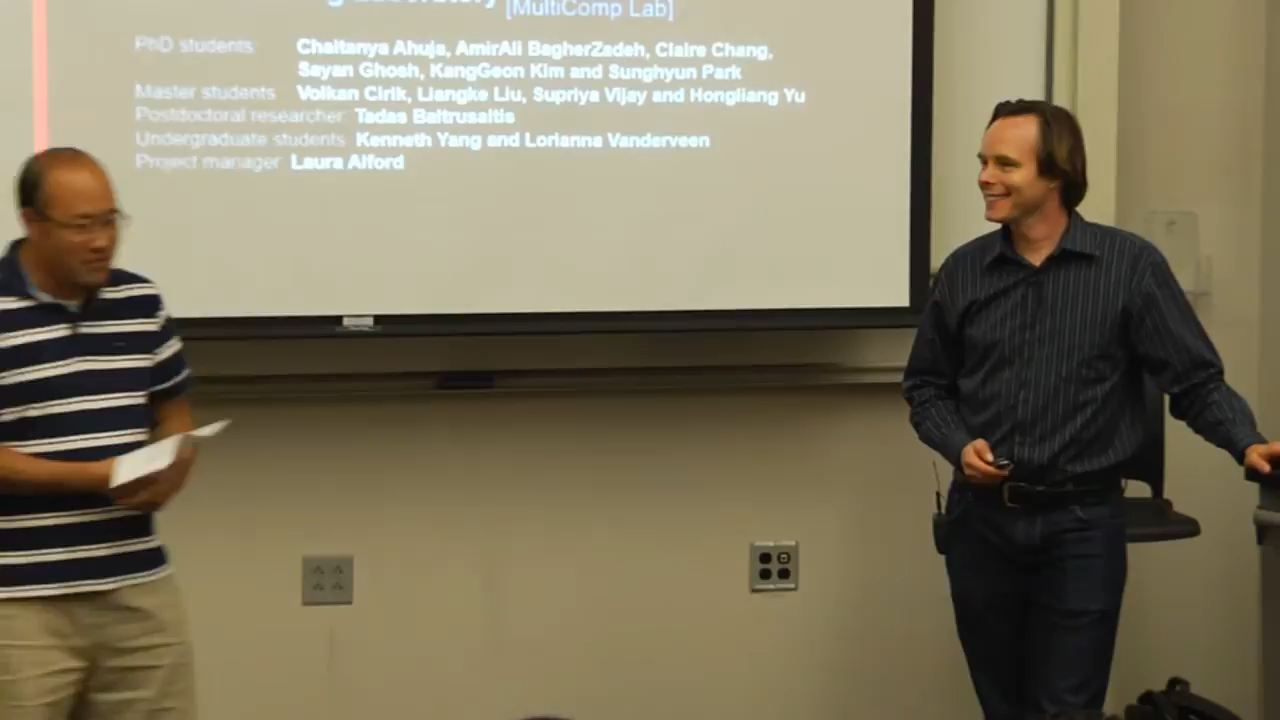 Laboratory [MultiComp Lab]
PhD students Chaitanya Ahuja, AmirAli BagherZadeh, Claire Chang,
Sayan Ghosh, KangGeon Kim and Sunghyun Park
Master students Volkan Cirik, Liangke Liu, Supriya Vijay and Hongliang Yu
Postdoctoral researcher Tadas Baltrusaitis
Undergraduate students Kenneth Yang and Lorianna Vanderveen
Project manager Laura Alford